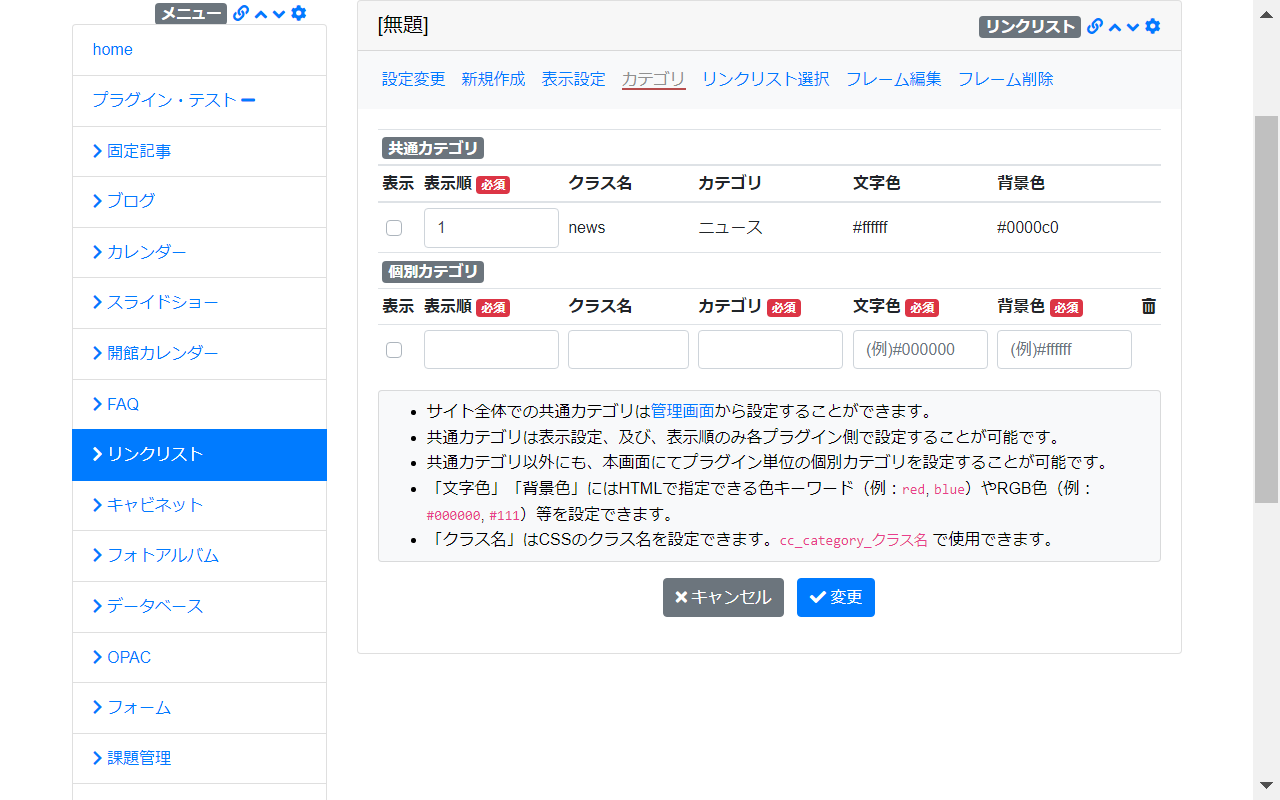 メニュー
home
プラグイン・テスト
固定記事
ブログ
カレンダー
スライドショー
開館カレンダー
FAQ
リンクリスト
キャビネット
フォトアルバム
データベース
OPAC
フォーム
課題管理
[無題]
リンクリスト
設定変更 新規作成 表示設定 カテゴリ リンクリスト選択 フレーム編集 フレーム削除
共通カテゴリ
表示 表示順 必須 クラス名 カテゴリ 文字色 背景色
1 news ニュース #ffffff #0000c0
個別カテゴリ
表示 表示順 必須 クラス名 カテゴリ 必須 文字色 必須 背景色 必須
(例)#000000 (例)#ffffff
サイト全体での共通カテゴリは管理画面から設定することができます。
共通カテゴリは表示設定、及び、表示順のみ各プラグイン側で設定することが可能です。
共通カテゴリ以外にも、本画面にてプラグイン単位の個別カテゴリを設定することが可能です。
「文字色」「背景色」にはHTMLで指定できる色キーワード（例：red, blue）やRGB色（例：
#000000, #111）等を設定できます。
「クラス名」はCSSのクラス名を設定できます。cc_category_クラス名 で使用できます。
キャンセル 変更